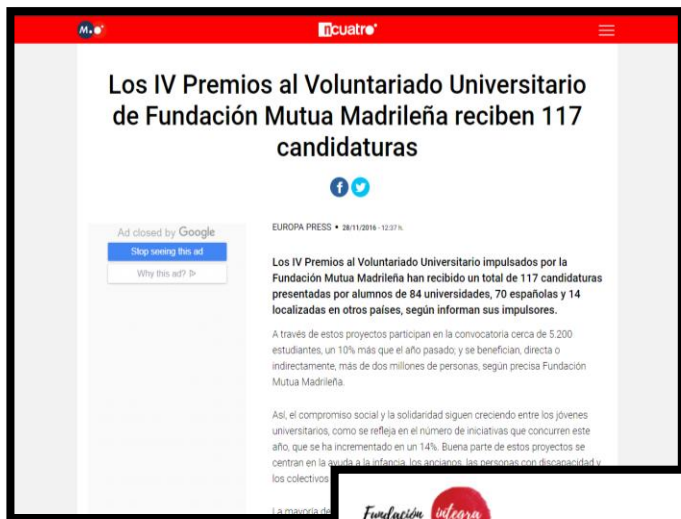 M.
ncuatro
Los IV Premios al Voluntariado Universitario
de Fundación Mutua Madrileña reciben 117
candidaturas
Ad closed by Google
Stop seeing this ad
Why this ad?
EUROPA PRESS • 28/11/2016 - 12:37 h.
Los IV Premios al Voluntariado Universitario impulsados por la
Fundación Mutua Madrileña han recibido un total de 117 candidaturas
presentadas por alumnos de 84 universidades, 70 españolas y 14
localizadas en otros países, según informan sus impulsores.
A través de estos proyectos participan en la convocatoria cerca de 5.200
estudiantes, un 10% más que el año pasado; y se benefician, directa o
indirectamente, más de dos millones de personas, según precisa Fundación
Mutua Madrileña.
Así, el compromiso social y la solidaridad siguen creciendo entre los jóvenes
universitarios, como se refleja en el número de iniciativas que concurren este
año, que se ha incrementado en un 14%. Buena parte de estos proyectos se
centran en la ayuda a la infancia, los ancianos, las personas con discapacidad y
los colectivos
La mayoría de
Fundación integra